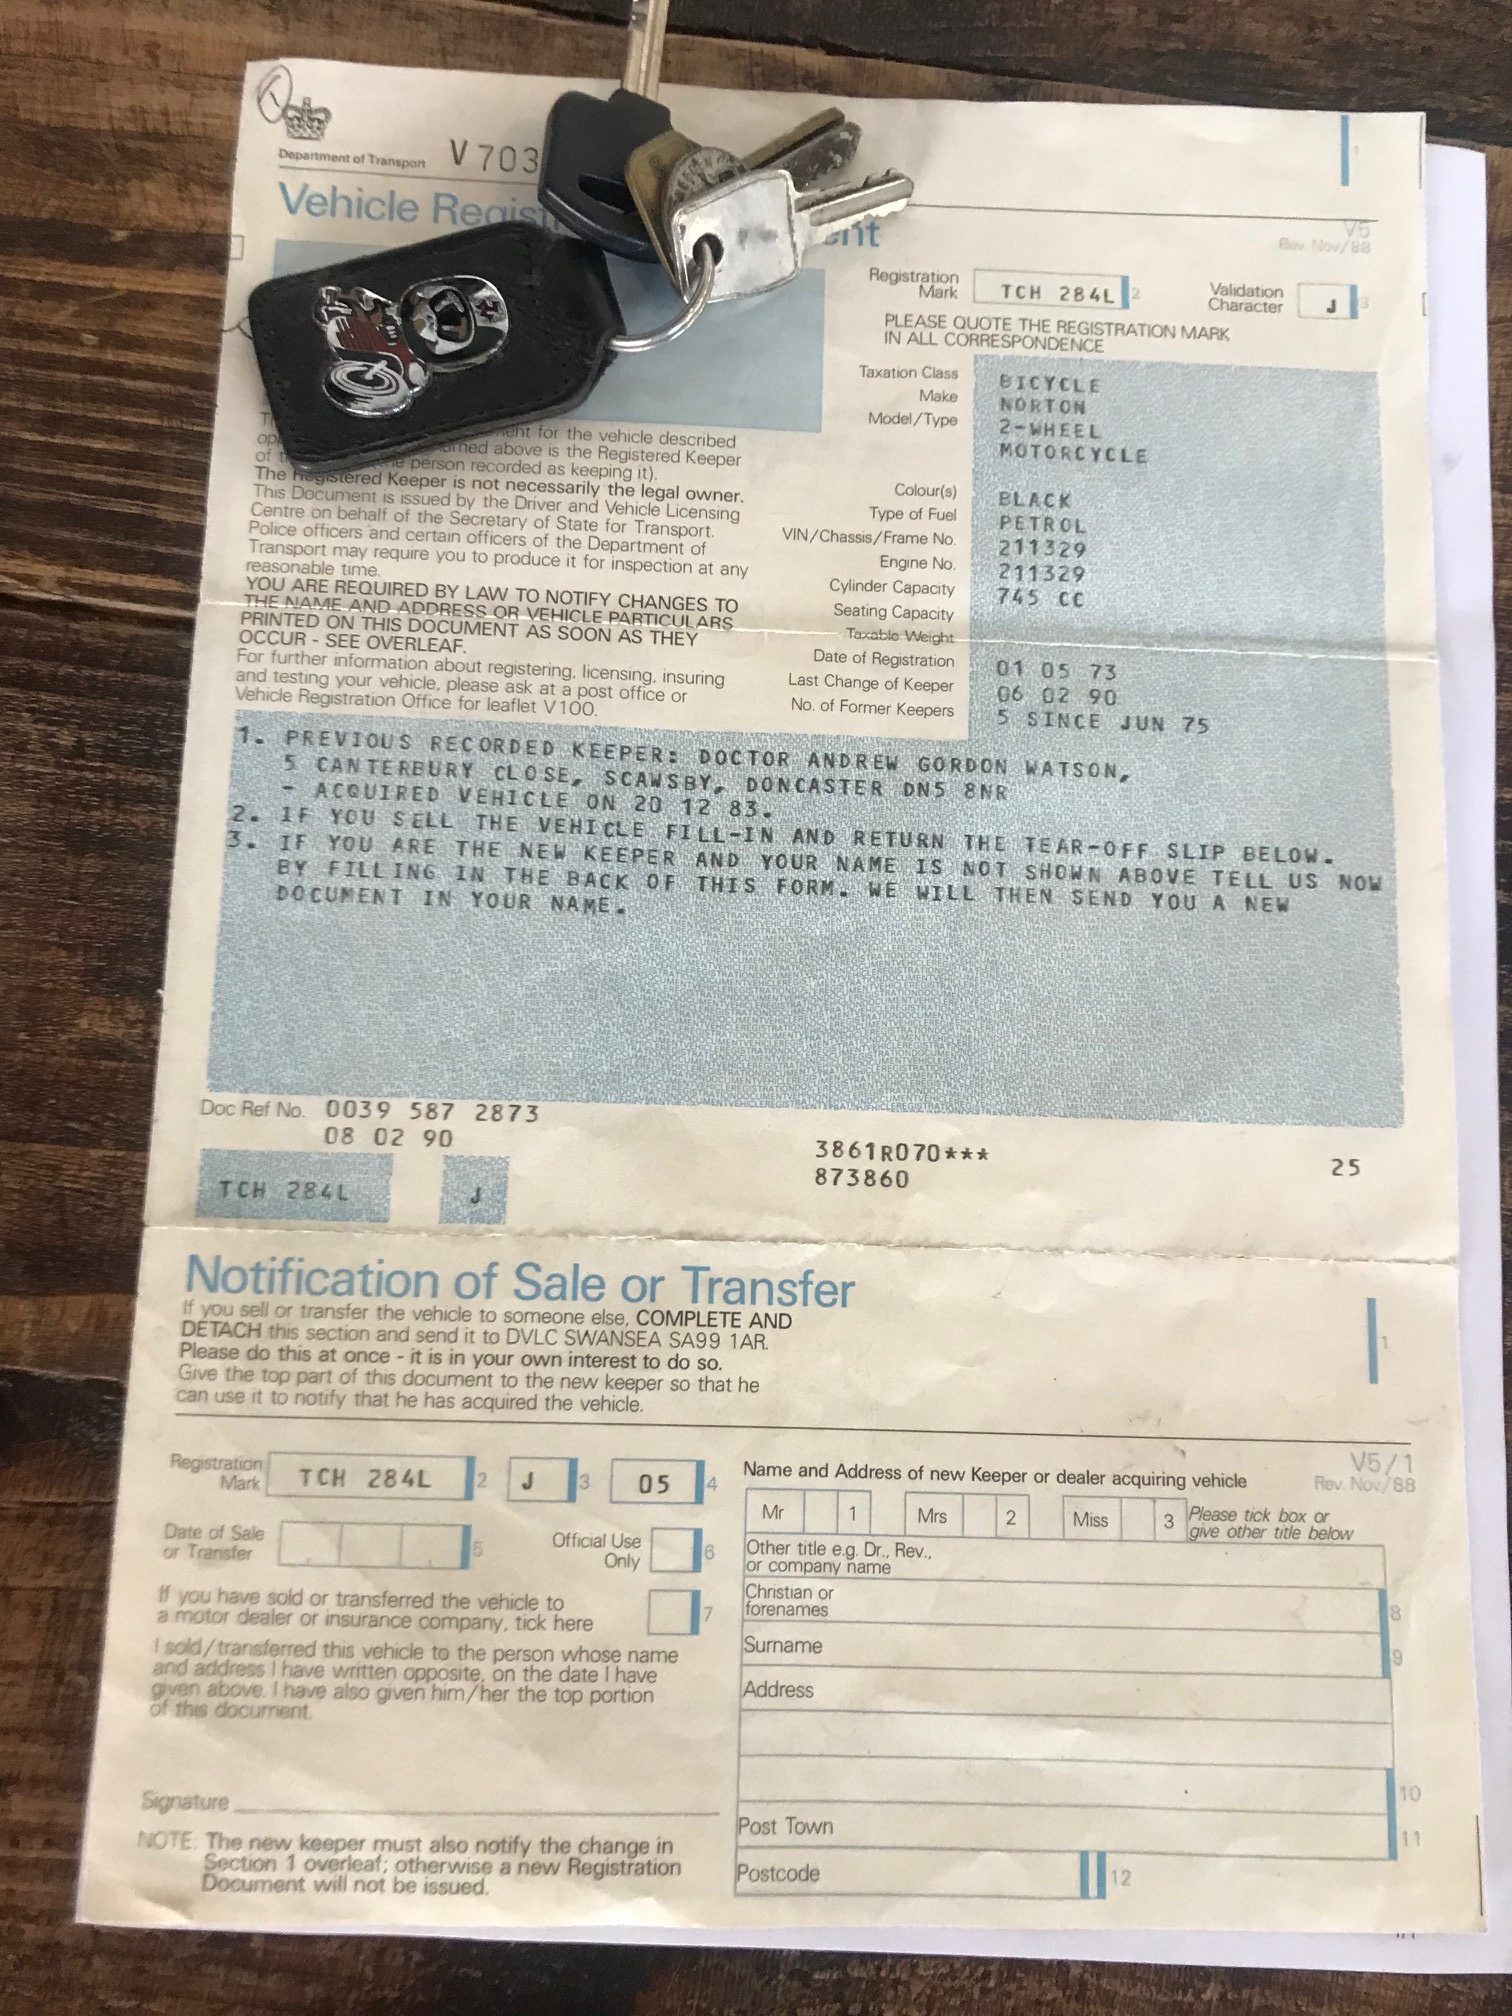 Department of Transport V 703
Vehicle Regist
V5
Rev. Nov/88
Registration Mark TCH 284L 2 Validation Character J 3
PLEASE QUOTE THE REGISTRATION MARK
IN ALL CORRESPONDENCE
Taxation Class BICYCLE
Make NORTON
Model/Type 2-WHEEL
MOTORCYCLE
Colour(s) BLACK
Type of Fuel PETROL
VIN/Chassis/Frame No. 211329
Engine No. 211329
Cylinder Capacity 745 CC
Seating Capacity
Taxable Weight
Date of Registration 01 05 73
Last Change of Keeper 06 02 90
No. of Former Keepers 5 SINCE JUN 75
for the vehicle described
above is the Registered Keeper
person recorded as keeping it).
The Registered Keeper is not necessarily the legal owner.
This Document is issued by the Driver and Vehicle Licensing
Centre on behalf of the Secretary of State for Transport.
Police officers and certain officers of the Department of
Transport may require you to produce it for inspection at any
reasonable time.
YOU ARE REQUIRED BY LAW TO NOTIFY CHANGES TO
THE NAME AND ADDRESS OR VEHICLE PARTICULARS
PRINTED ON THIS DOCUMENT AS SOON AS THEY
OCCUR - SEE OVERLEAF.
For further information about registering, licensing, insuring
and testing your vehicle, please ask at a post office or
Vehicle Registration Office for leaflet V100.
1. PREVIOUS RECORDED KEEPER: DOCTOR ANDREW GORDON WATSON,
5 CANTERBURY CLOSE, SCAWSBY, DONCASTER DN5 8NR
- ACQUIRED VEHICLE ON 20 12 83.
2. IF YOU SELL THE VEHICLE FILL-IN AND RETURN THE TEAR-OFF SLIP BELOW.
3. IF YOU ARE THE NEW KEEPER AND YOUR NAME IS NOT SHOWN ABOVE TELL US NOW
BY FILLING IN THE BACK OF THIS FORM. WE WILL THEN SEND YOU A NEW
DOCUMENT IN YOUR NAME.
Doc Ref No. 0039 587 2873
08 02 90
3861R070***
873860
25
TCH 284L J
Notification of Sale or Transfer
If you sell or transfer the vehicle to someone else, COMPLETE AND
DETACH this section and send it to DVLC SWANSEA SA99 1AR.
Please do this at once - it is in your own interest to do so.
Give the top part of this document to the new keeper so that he
can use it to notify that he has acquired the vehicle.
1
V5/1
Rev. Nov/88
Registration Mark TCH 284L 2 J 3 05 4
Date of Sale or Transfer 5 Official Use Only 6
If you have sold or transferred the vehicle to
a motor dealer or insurance company, tick here 7
I sold/transferred this vehicle to the person whose name
and address I have written opposite, on the date I have
given above. I have also given him/her the top portion
of this document.
Signature
NOTE: The new keeper must also notify the change in
Section 1 overleaf; otherwise a new Registration
Document will not be issued.
Name and Address of new Keeper or dealer acquiring vehicle
Mr 1 Mrs 2 Miss 3 Please tick box or
give other title below
Other title e.g. Dr., Rev.,
or company name
Christian or
forenames 8
Surname 9
Address
10
Post Town 11
Postcode 12